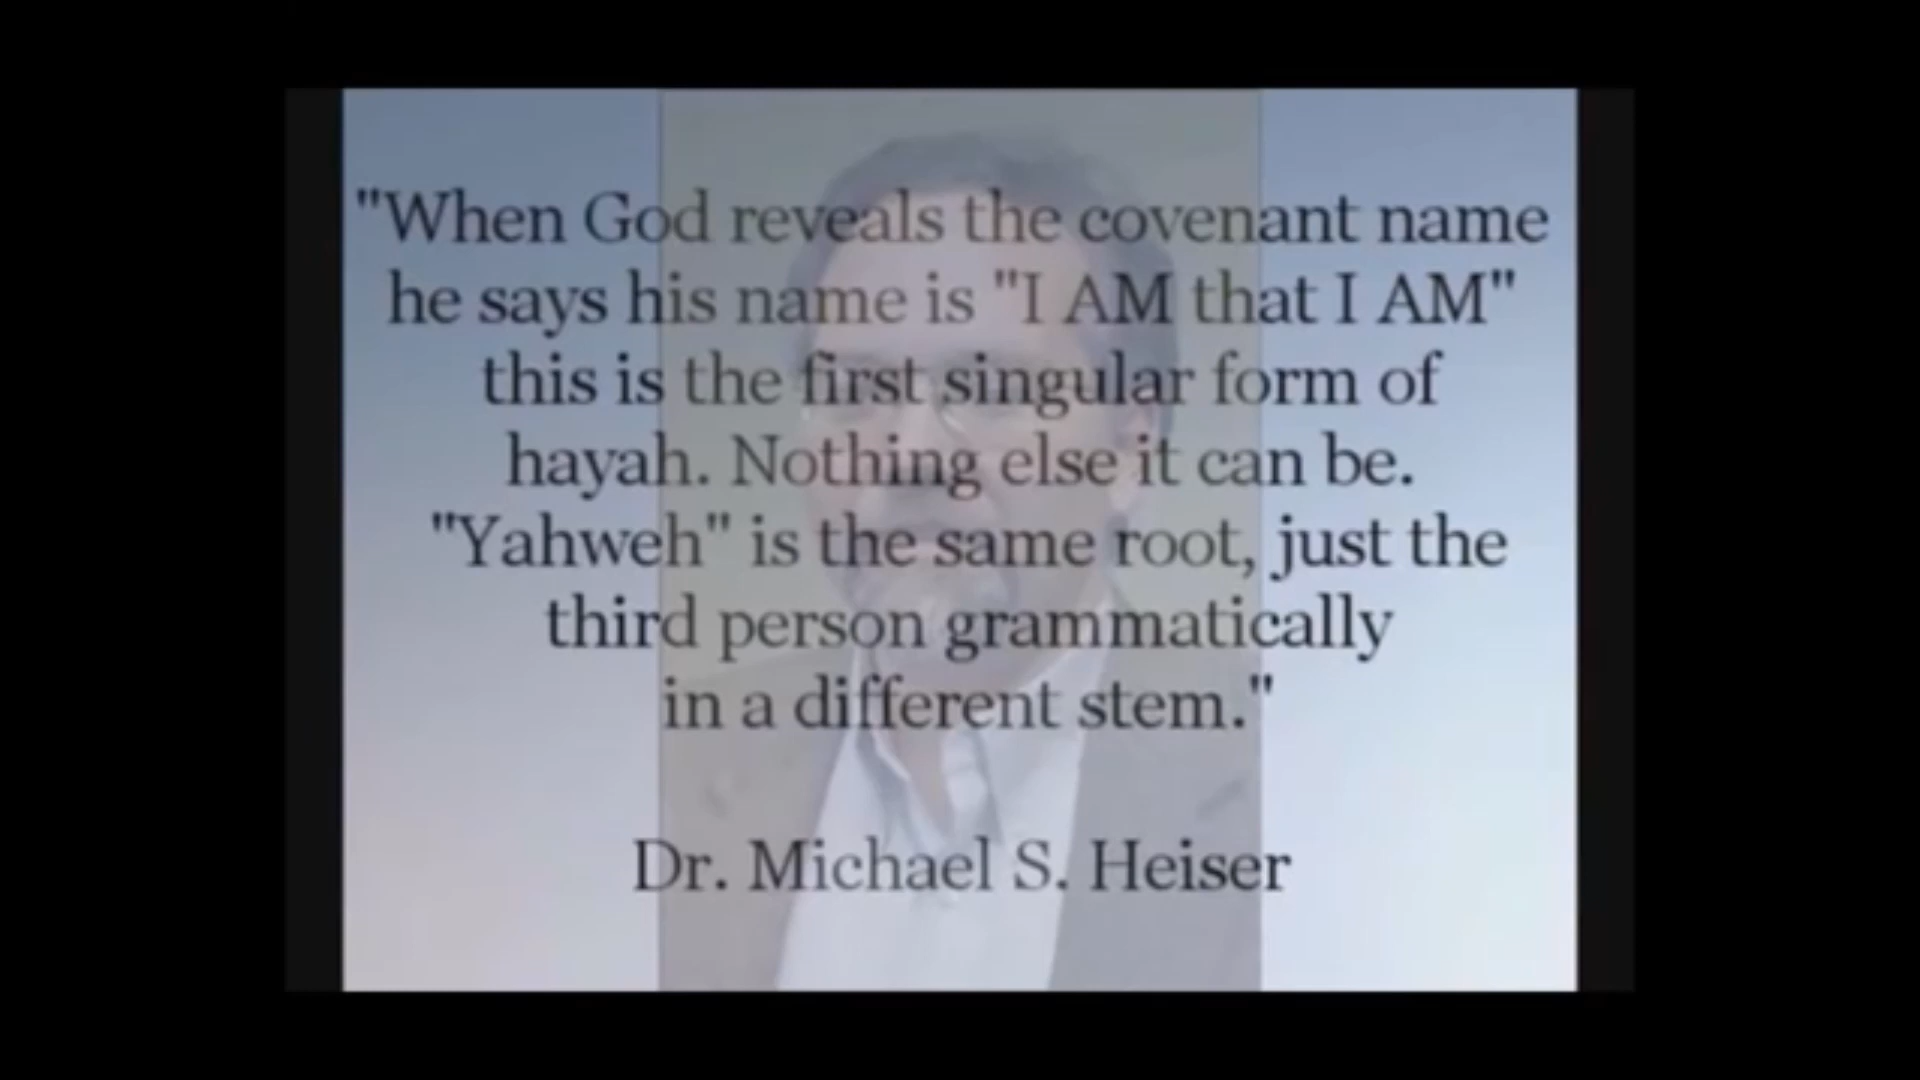 "When God reveals the covenant name
he says his name is "I AM that I AM"
this is the first singular form of
hayah. Nothing else it can be.
"Yahweh" is the same root, just the
third person grammatically
in a different stem."
Dr. Michael S. Heiser